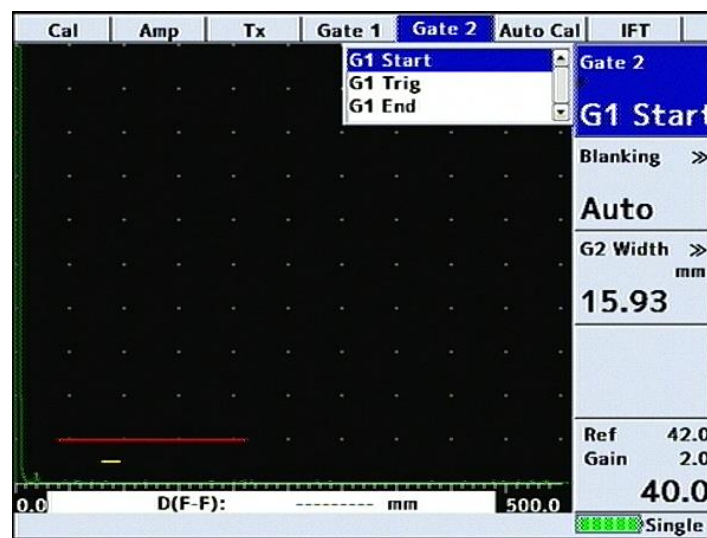 Cal Amp Tx Gate 1 Gate 2 Auto Cal IFT
G1 Start
G1 Trig
G1 End
Gate 2
G1 Start
Blanking >>
Auto
G2 Width >>
mm
15.93
Ref 42.0
Gain 2.0
40.0
0.0 D(F-F): --------- mm 500.0
Single